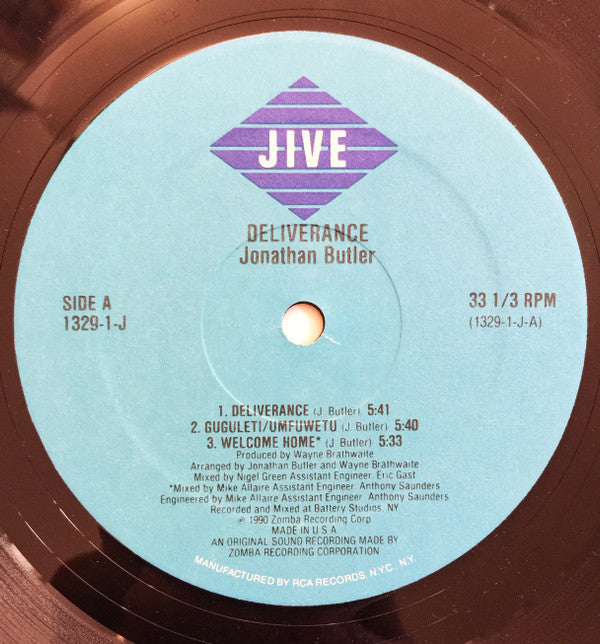 JIVE
DELIVERANCE
Jonathan Butler
SIDE A
1329-1-J
33 1/3 RPM
(1329-1-J-A)
1. DELIVERANCE (J. Butler) 5:41
2. GUGULETI/UMFUWETU (J. Butler) 5:40
3. WELCOME HOME* (J. Butler) 5:33
Produced by Wayne Brathwaite
Arranged by Jonathan Butler and Wayne Brathwaite
Mixed by Nigel Green Assistant Engineer: Eric Gast
*Mixed by Mike Allaire Assistant Engineer: Anthony Saunders
Engineered by Mike Allaire Assistant Engineer: Anthony Saunders
Recorded and Mixed at Battery Studios, NY
℗ 1990 Zomba Recording Corp.
MADE IN U.S.A.
AN ORIGINAL SOUND RECORDING MADE BY
ZOMBA RECORDING CORPORATION
MANUFACTURED BY RCA RECORDS, N.Y.C., N.Y.